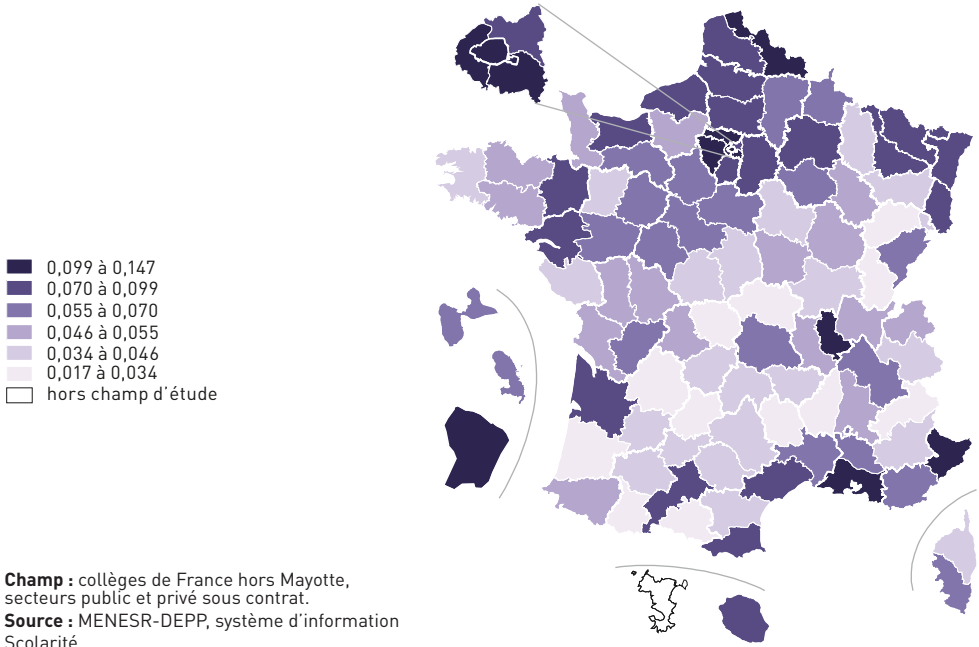 0,099 à 0,147
0,070 à 0,099
0,055 à 0,070
0,046 à 0,055
0,034 à 0,046
0,017 à 0,034
hors champ d’étude
Champ : collèges de France hors Mayotte,
secteurs public et privé sous contrat.
Source : MENESR-DEPP, système d’information
Scolarité